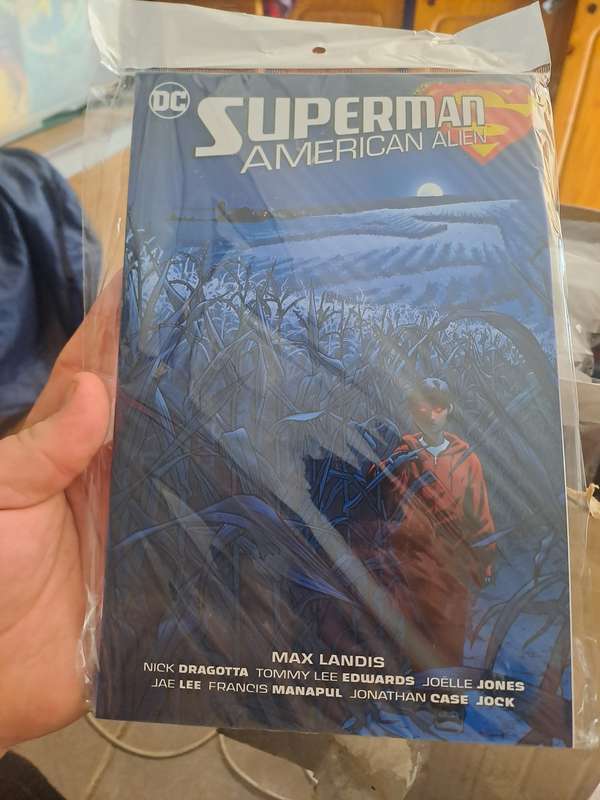 DC
SUPERMAN
AMERICAN ALIEN
MAX LANDIS
NICK DRAGOTTA TOMMY LEE EDWARDS JOËLLE JONES
JAE LEE FRANCIS MANAPUL JONATHAN CASE JOCK